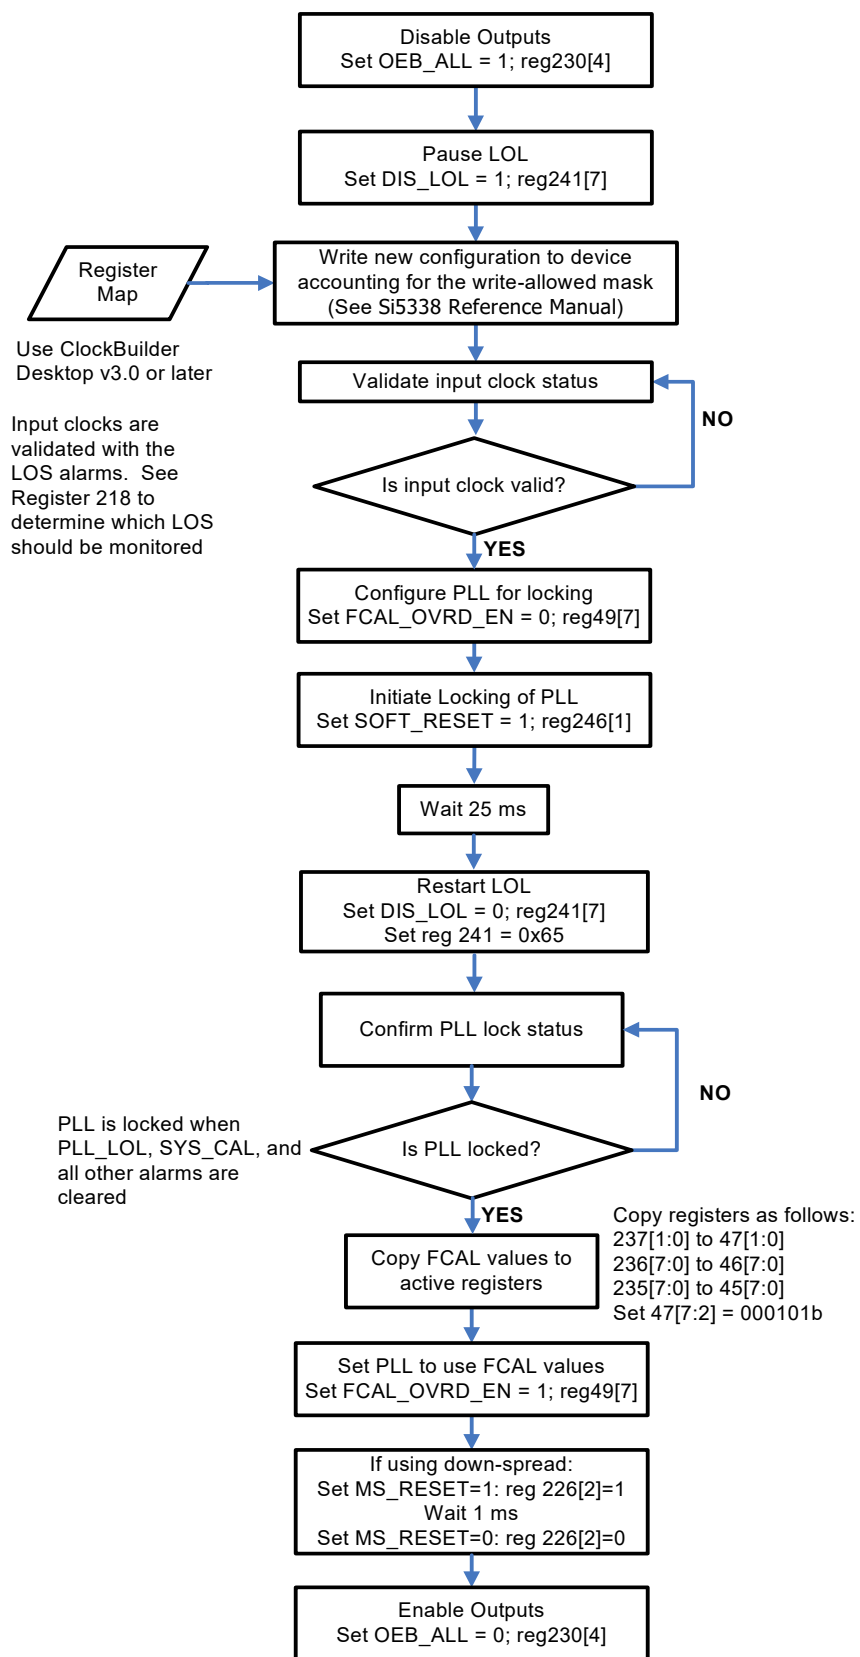 Disable Outputs
Set OEB_ALL = 1; reg230[4]
Pause LOL
Set DIS_LOL = 1; reg241[7]
Register
Map
Write new configuration to device
accounting for the write-allowed mask
(See Si5338 Reference Manual)
Use ClockBuilder
Desktop v3.0 or later
Validate input clock status
NO
Input clocks are
validated with the
LOS alarms.  See
Register 218 to
determine which LOS
should be monitored
Is input clock valid?
YES
Configure PLL for locking
Set FCAL_OVRD_EN = 0; reg49[7]
Initiate Locking of PLL
Set SOFT_RESET = 1; reg246[1]
Wait 25 ms
Restart LOL
Set DIS_LOL = 0; reg241[7]
Set reg 241 = 0x65
Confirm PLL lock status
NO
PLL is locked when
PLL_LOL, SYS_CAL, and
all other alarms are
cleared
Is PLL locked?
YES
Copy FCAL values to
active registers
Copy registers as follows:
237[1:0] to 47[1:0]
236[7:0] to 46[7:0]
235[7:0] to 45[7:0]
Set 47[7:2] = 000101b
Set PLL to use FCAL values
Set FCAL_OVRD_EN = 1; reg49[7]
If using down-spread:
Set MS_RESET=1: reg 226[2]=1
Wait 1 ms
Set MS_RESET=0: reg 226[2]=0
Enable Outputs
Set OEB_ALL = 0; reg230[4]